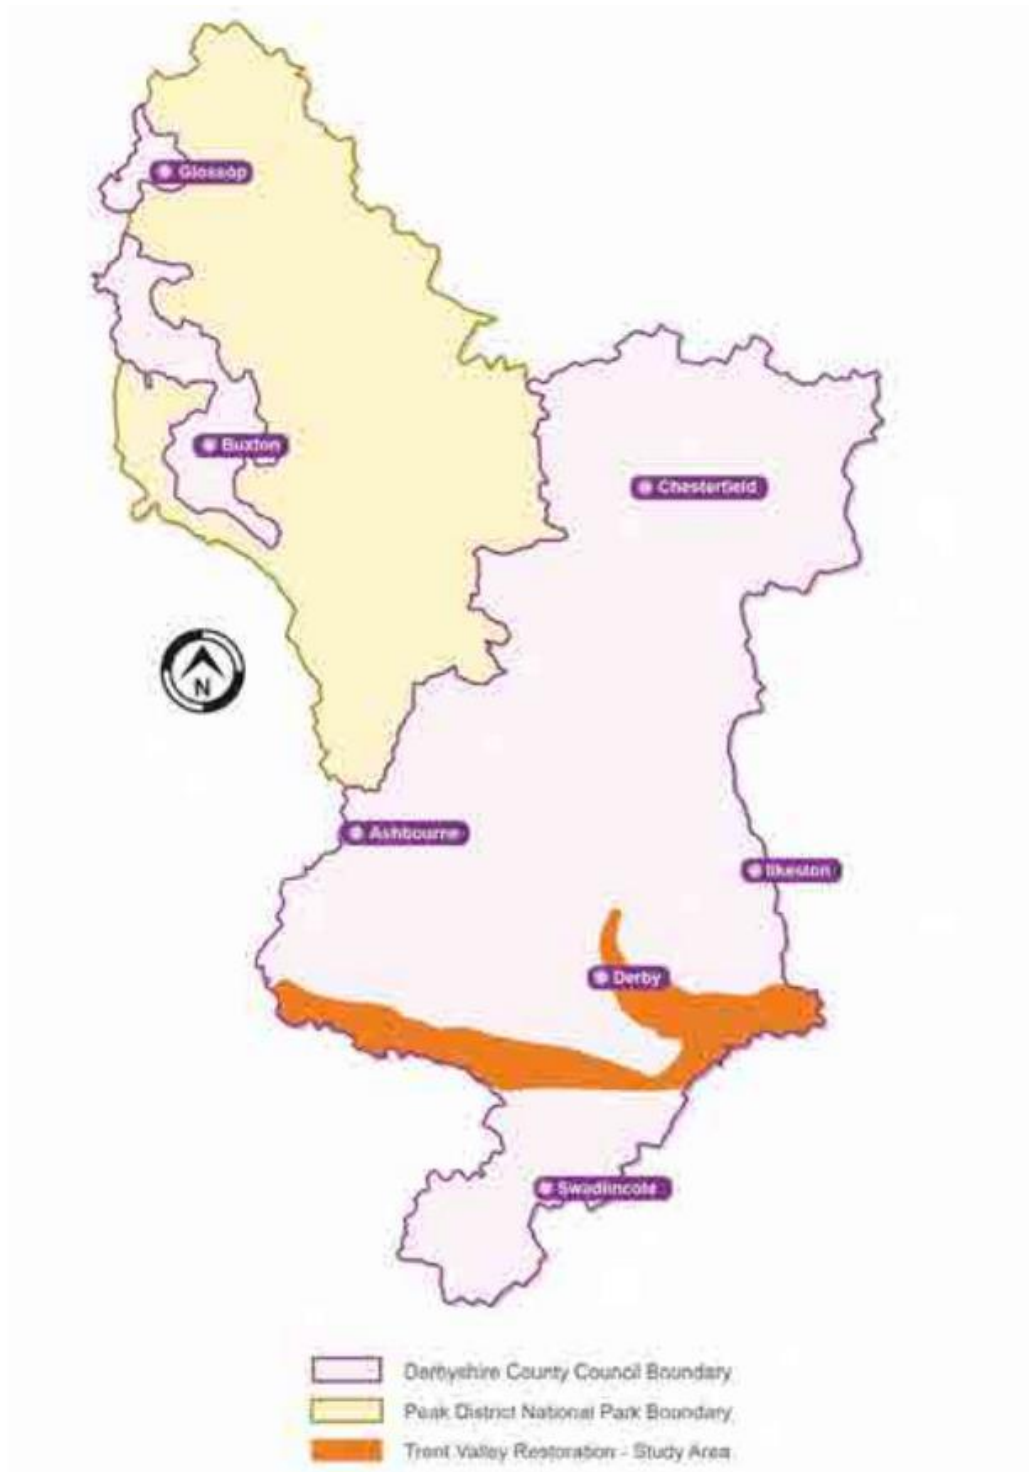 Glossop
Buxton
Chesterfield
N
Ashbourne
Ilkeston
Derby
Swadlincote
Derbyshire County Council Boundary
Peak District National Park Boundary
Trent Valley Restoration - Study Area